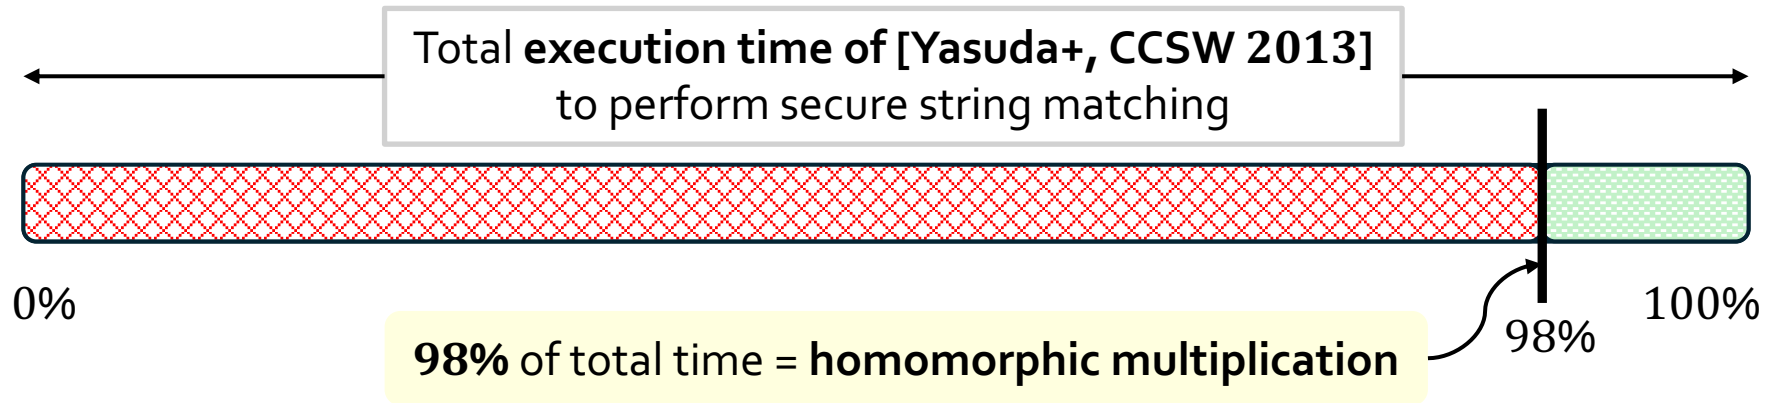 Total execution time of [Yasuda+, CCSW 2013]
to perform secure string matching
0%
100%
98%
98% of total time = homomorphic multiplication